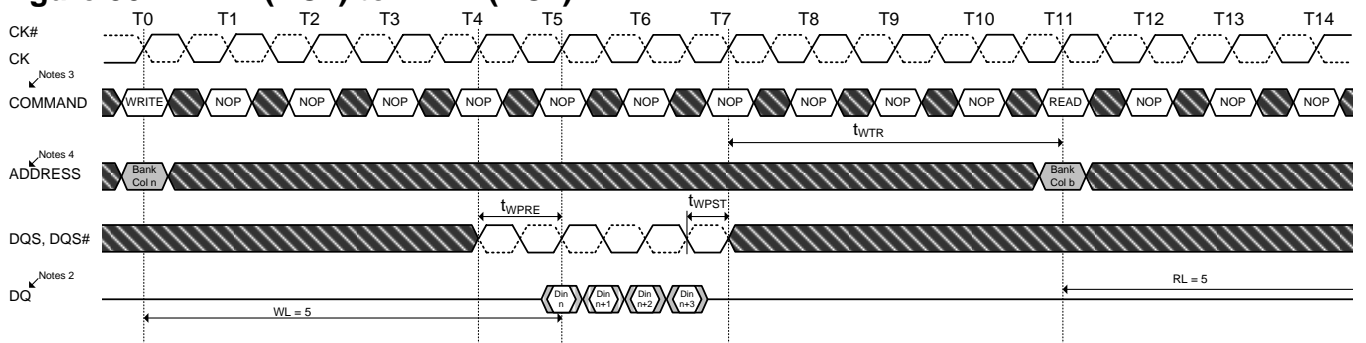 T0 T1 T2 T3 T4 T5 T6 T7 T8 T9 T10 T11 T12 T13 T14
CK#
CK
Notes 3
COMMAND WRITE NOP NOP NOP NOP NOP NOP NOP NOP NOP NOP READ NOP NOP NOP
tWTR
Notes 4
ADDRESS Bank Col n Bank Col b
tWPRE tWPST
DQS, DQS#
Notes 2
DQ Din n Din n+1 Din n+2 Din n+3
RL = 5
WL = 5